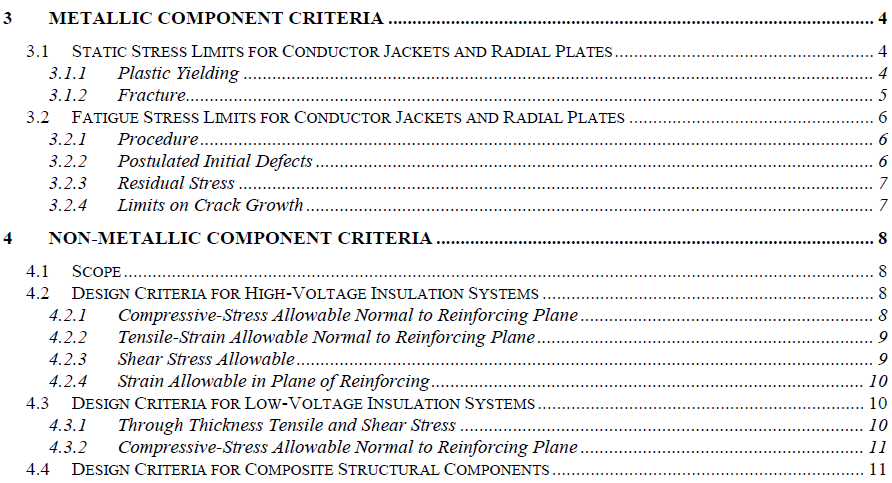 3 METALLIC COMPONENT CRITERIA ........ 4
3.1 STATIC STRESS LIMITS FOR CONDUCTOR JACKETS AND RADIAL PLATES ........ 4
3.1.1 Plastic Yielding ........ 4
3.1.2 Fracture ........ 5
3.2 FATIGUE STRESS LIMITS FOR CONDUCTOR JACKETS AND RADIAL PLATES ........ 6
3.2.1 Procedure ........ 6
3.2.2 Postulated Initial Defects ........ 6
3.2.3 Residual Stress ........ 7
3.2.4 Limits on Crack Growth ........ 7
4 NON-METALLIC COMPONENT CRITERIA ........ 8
4.1 SCOPE ........ 8
4.2 DESIGN CRITERIA FOR HIGH-VOLTAGE INSULATION SYSTEMS ........ 8
4.2.1 Compressive-Stress Allowable Normal to Reinforcing Plane ........ 8
4.2.2 Tensile-Strain Allowable Normal to Reinforcing Plane ........ 9
4.2.3 Shear Stress Allowable ........ 9
4.2.4 Strain Allowable in Plane of Reinforcing ........ 10
4.3 DESIGN CRITERIA FOR LOW-VOLTAGE INSULATION SYSTEMS ........ 10
4.3.1 Through Thickness Tensile and Shear Stress ........ 10
4.3.2 Compressive-Stress Allowable Normal to Reinforcing Plane ........ 11
4.4 DESIGN CRITERIA FOR COMPOSITE STRUCTURAL COMPONENTS ........ 11